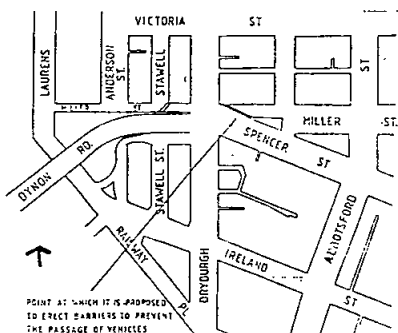 VICTORIA ST
LAURENS
ANDERSON
ST.
STAWELL
ST
MILLER ST.
SPENCER
ST
DYNON RD.
STAWELL ST.
RAILWAY
PL
DRYBURGH
IRELAND
ST
ABBOTSFORD
POINT AT WHICH IT IS PROPOSED
TO ERECT BARRIERS TO PREVENT
THE PASSAGE OF VEHICLES